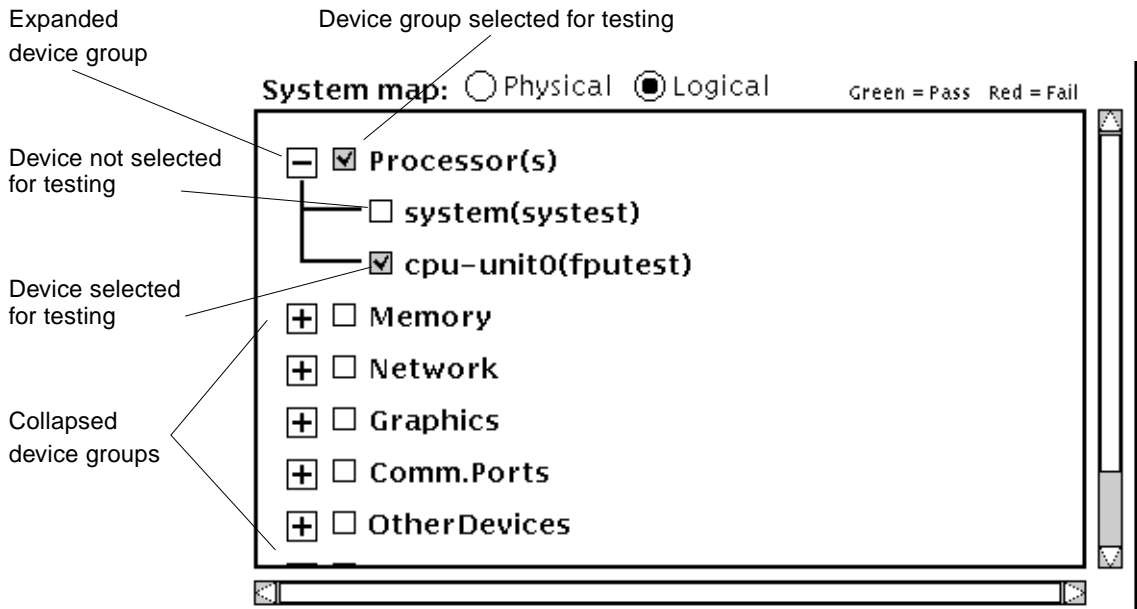 Expanded
device group
Device group selected for testing
System map: Physical Logical Green = Pass Red = Fail
Processor(s)
Device not selected
for testing
system(systest)
cpu-unit0(fputest)
Device selected
for testing
Memory
Network
Collapsed
device groups
Graphics
Comm.Ports
OtherDevices